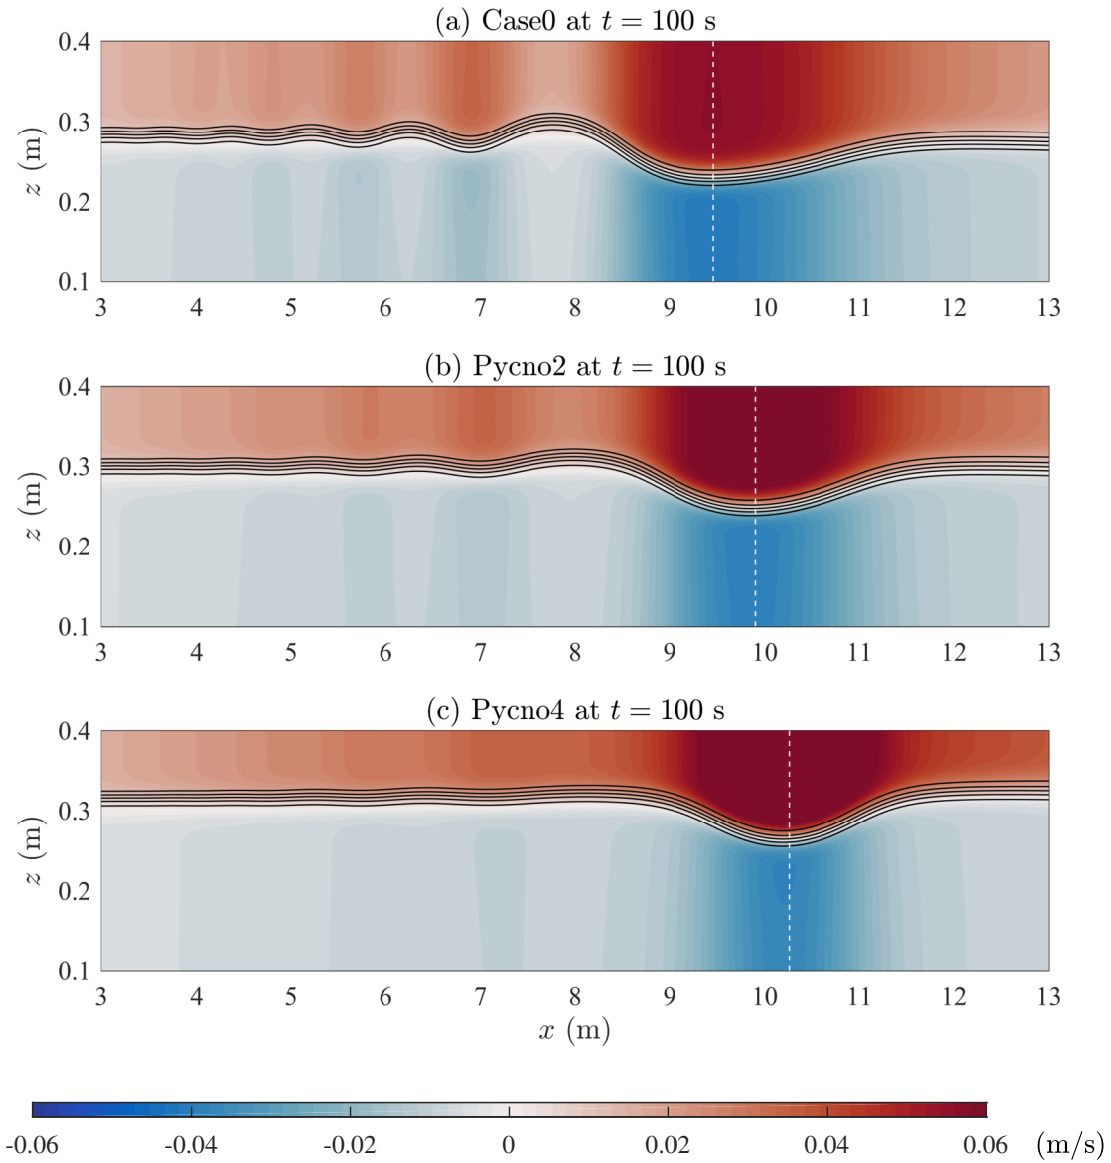 (a) Case0 at t = 100 s
0.4
0.3
0.2
0.1
z (m)
3 4 5 6 7 8 9 10 11 12 13
(b) Pycno2 at t = 100 s
0.4
0.3
0.2
0.1
z (m)
3 4 5 6 7 8 9 10 11 12 13
(c) Pycno4 at t = 100 s
0.4
0.3
0.2
0.1
z (m)
3 4 5 6 7 8 9 10 11 12 13
x (m)
-0.06 -0.04 -0.02 0 0.02 0.04 0.06 (m/s)